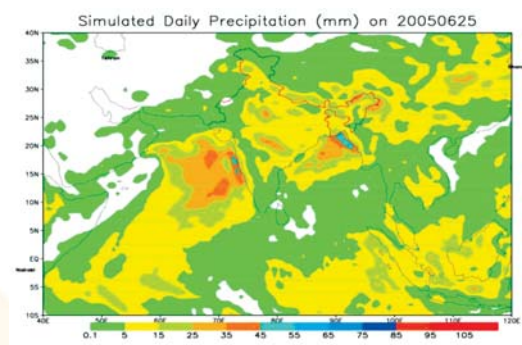 Simulated Daily Precipitation (mm) on 20050625
40N
35N
30N
25N
20N
15N
10N
5N
EQ
5S
10S
40E 50E 60E 70E 80E 90E 100E 110E 120E
0.1 5 15 25 35 45 55 65 75 85 95 105